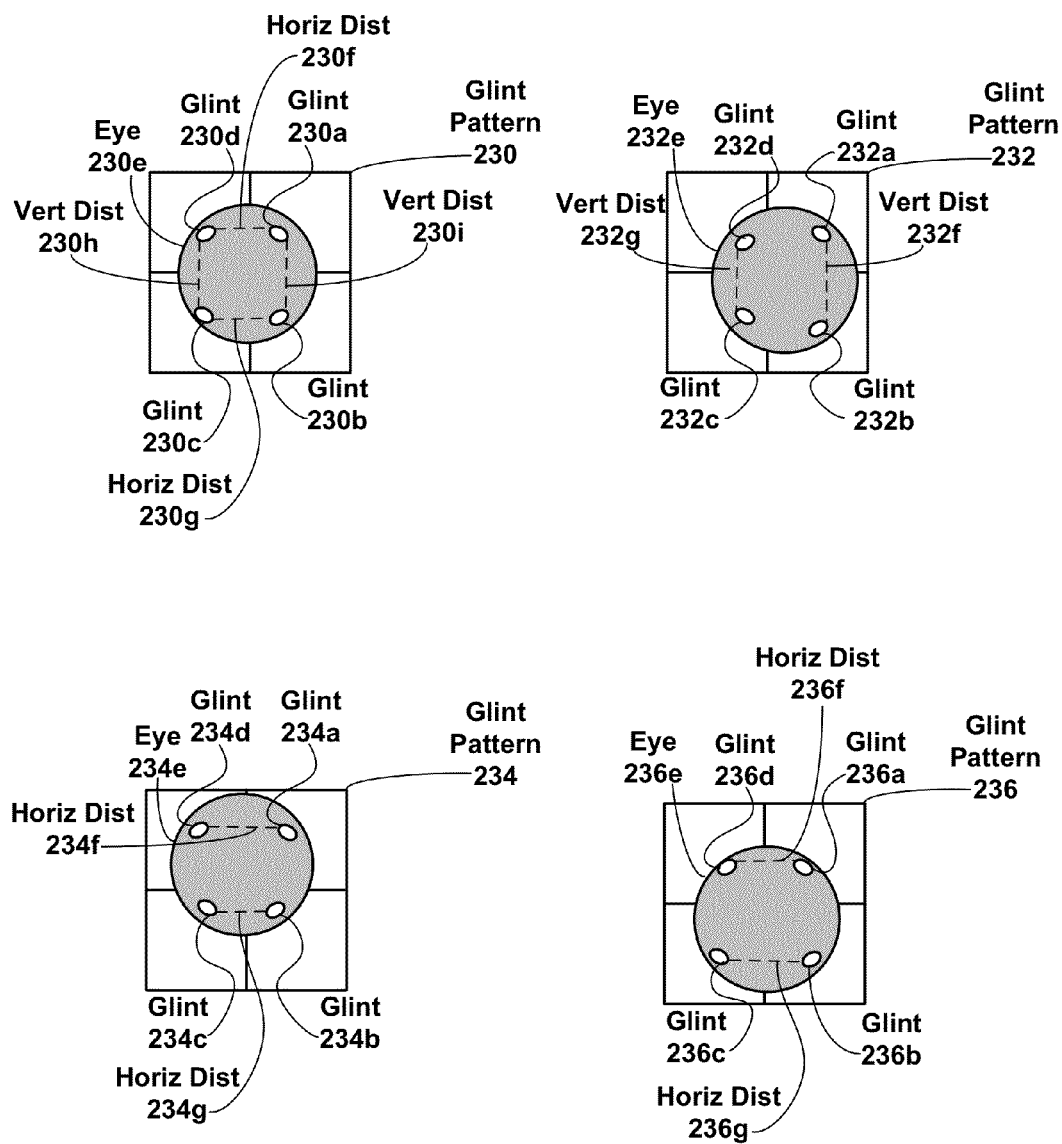 Horiz Dist
230f
Glint
230d
Glint
230a
Glint
Pattern
230
Eye
230e
Vert Dist
230h
Vert Dist
230i
Glint
230c
Glint
230b
Horiz Dist
230g
Eye
232e
Glint
232d
Glint
232a
Glint
Pattern
232
Vert Dist
232g
Vert Dist
232f
Glint
232c
Glint
232b
Glint
234d
Glint
234a
Glint
Pattern
234
Eye
234e
Horiz Dist
234f
Glint
234c
Glint
234b
Horiz Dist
234g
Horiz Dist
236f
Eye
236e
Glint
236d
Glint
236a
Glint
Pattern
236
Glint
236c
Glint
236b
Horiz Dist
236g